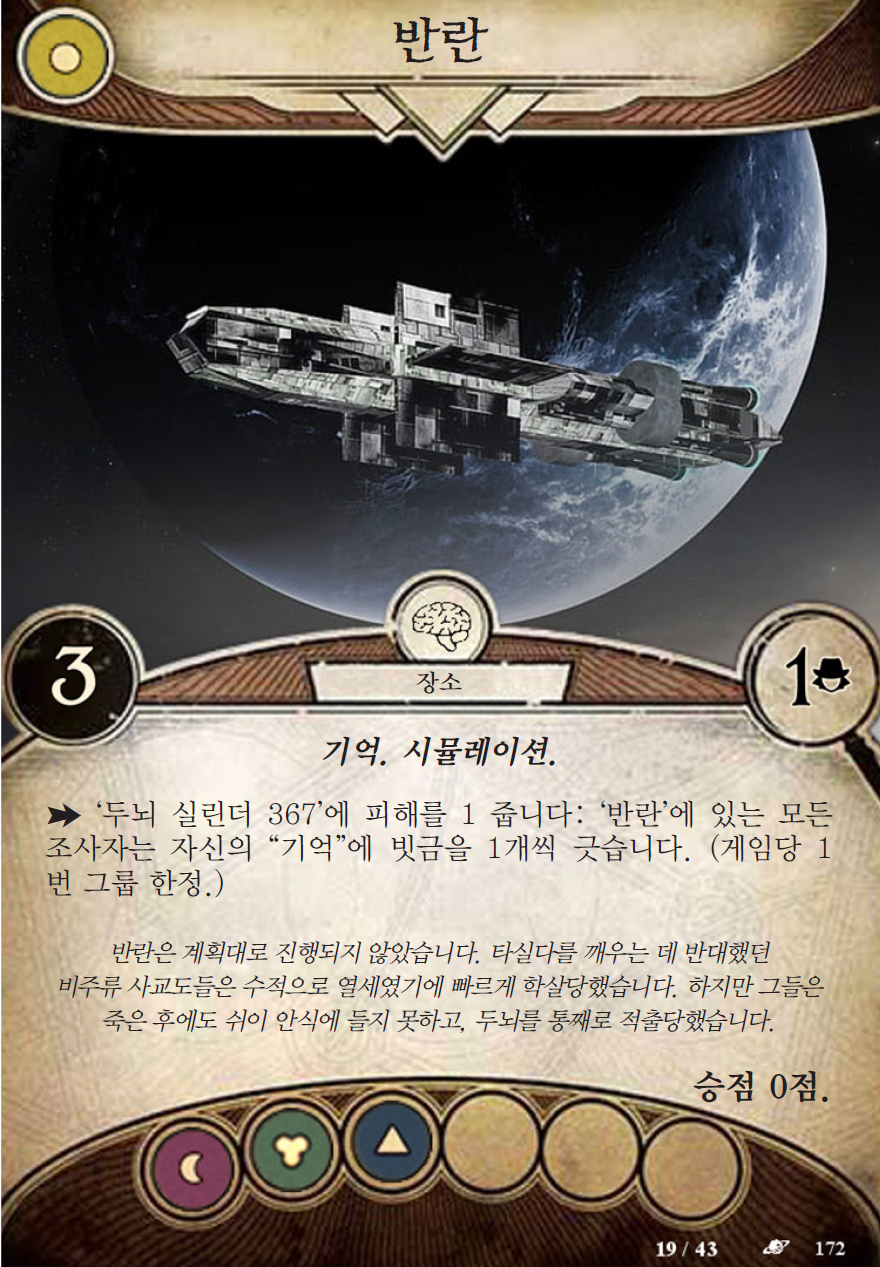 반란
3
장소
1
기억. 시뮬레이션.
‘두뇌 실린더 367’에 피해를 1 줍니다: ‘반란’에 있는 모든
조사자는 자신의 “기억”에 빗금을 1개씩 긋습니다. (게임당 1
번 그룹 한정.)
반란은 계획대로 진행되지 않았습니다. 타실다를 깨우는 데 반대했던
비주류 사교도들은 수적으로 열세였기에 빠르게 학살당했습니다. 하지만 그들은
죽은 후에도 쉬이 안식에 들지 못하고, 두뇌를 통째로 적출당했습니다.
승점 0점.
19 / 43
172